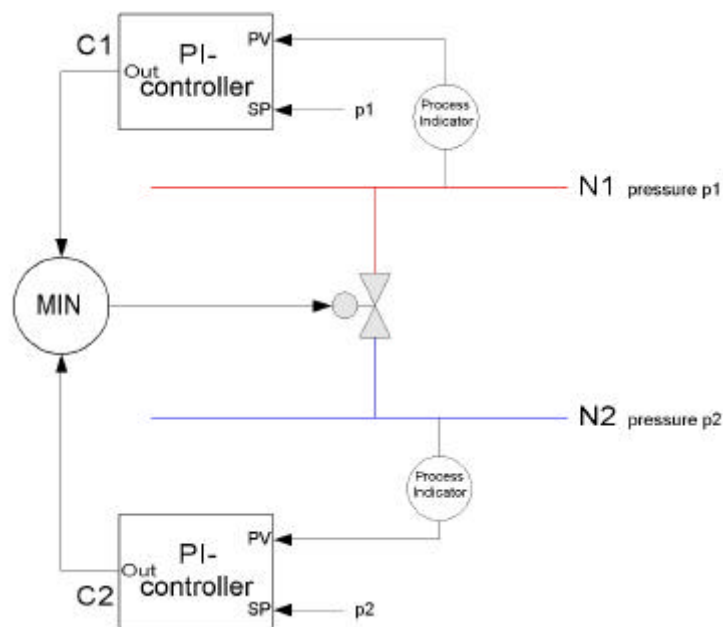 C1
PI-
controller
PV
Out
SP
p1
Process
Indicator
N1 pressure p1
MIN
N2 pressure p2
Process
Indicator
PI-
controller
PV
Out
C2
SP
p2